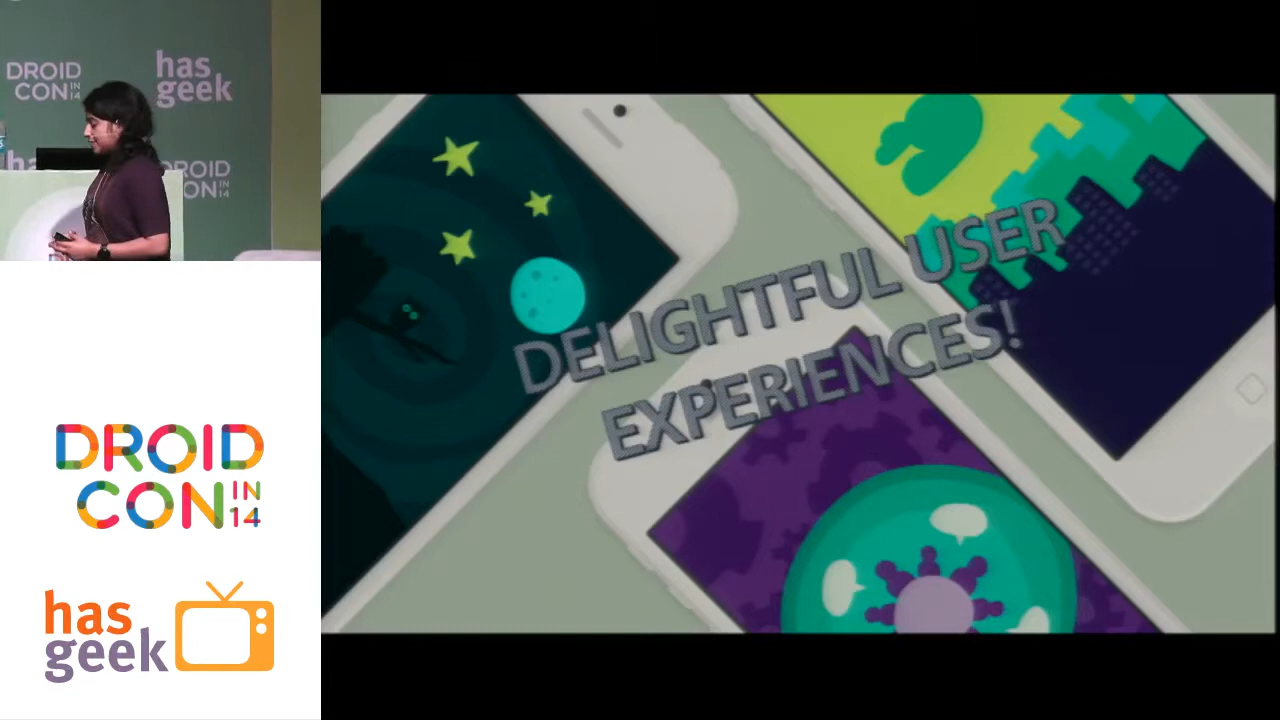 DROID
CON IN 14
has
geek
ha
DROID
CON IN 14
DELIGHTFUL USER
EXPERIENCES!
DROID
CON IN 14
has
geek